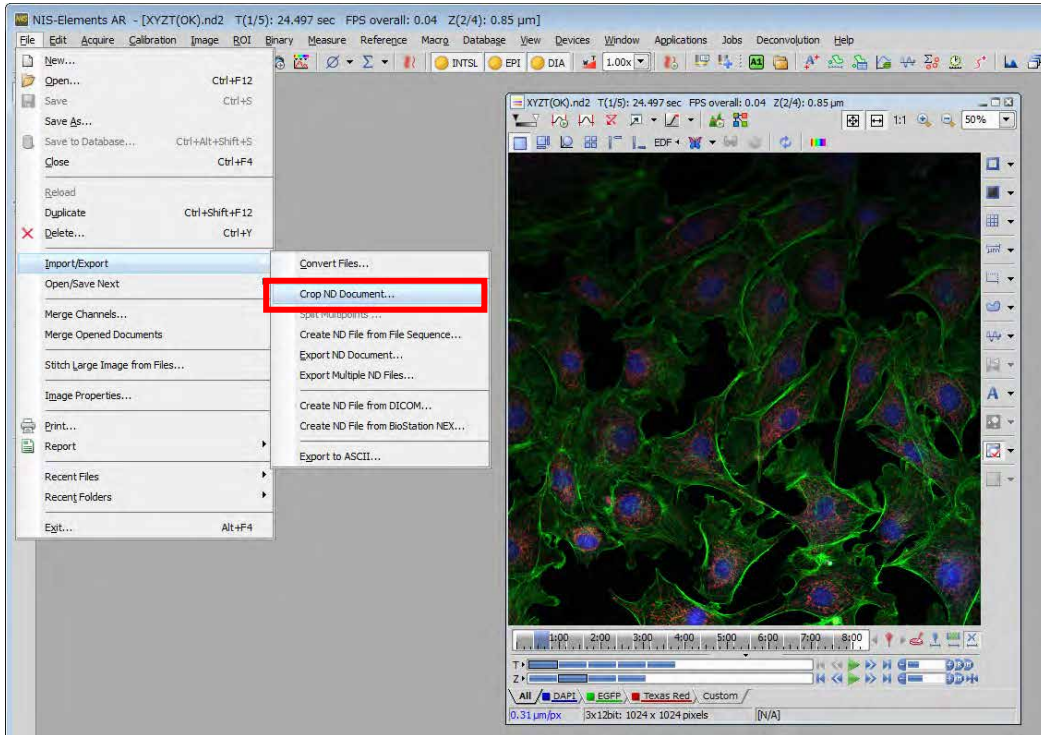 NIS-Elements AR - [XYZT(OK).nd2 T(1/5): 24.497 sec FPS overall: 0.04 Z(2/4): 0.85 µm]
File Edit Acquire Calibration Image ROI Binary Measure Reference Macro Database View Devices Window Applications Jobs Deconvolution Help
INTSL EPI DIA 1.00x A1
New...
Open... Ctrl+F12
Save Ctrl+S
Save As...
Save to Database... Ctrl+Alt+Shift+S
Close Ctrl+F4
Reload
Duplicate Ctrl+Shift+F12
Delete... Ctrl+Y
Import/Export
Open/Save Next
Merge Channels...
Merge Opened Documents
Stitch Large Image from Files...
Image Properties...
Print...
Report
Recent Files
Recent Folders
Exit... Alt+F4
Convert Files...
Crop ND Document...
Split Multipoints ...
Create ND File from File Sequence...
Export ND Document...
Export Multiple ND Files...
Create ND File from DICOM...
Create ND File from BioStation NEX...
Export to ASCII...
XYZT(OK).nd2 T(1/5): 24.497 sec FPS overall: 0.04 Z(2/4): 0.85 µm
1:1 50%
EDF
µm
A
1:00 2:00 3:00 4:00 5:00 6:00 7:00 8:00
T
Z
All DAPI EGFP Texas Red Custom
0.31 µm/px 3x12bit: 1024 x 1024 pixels [N/A]